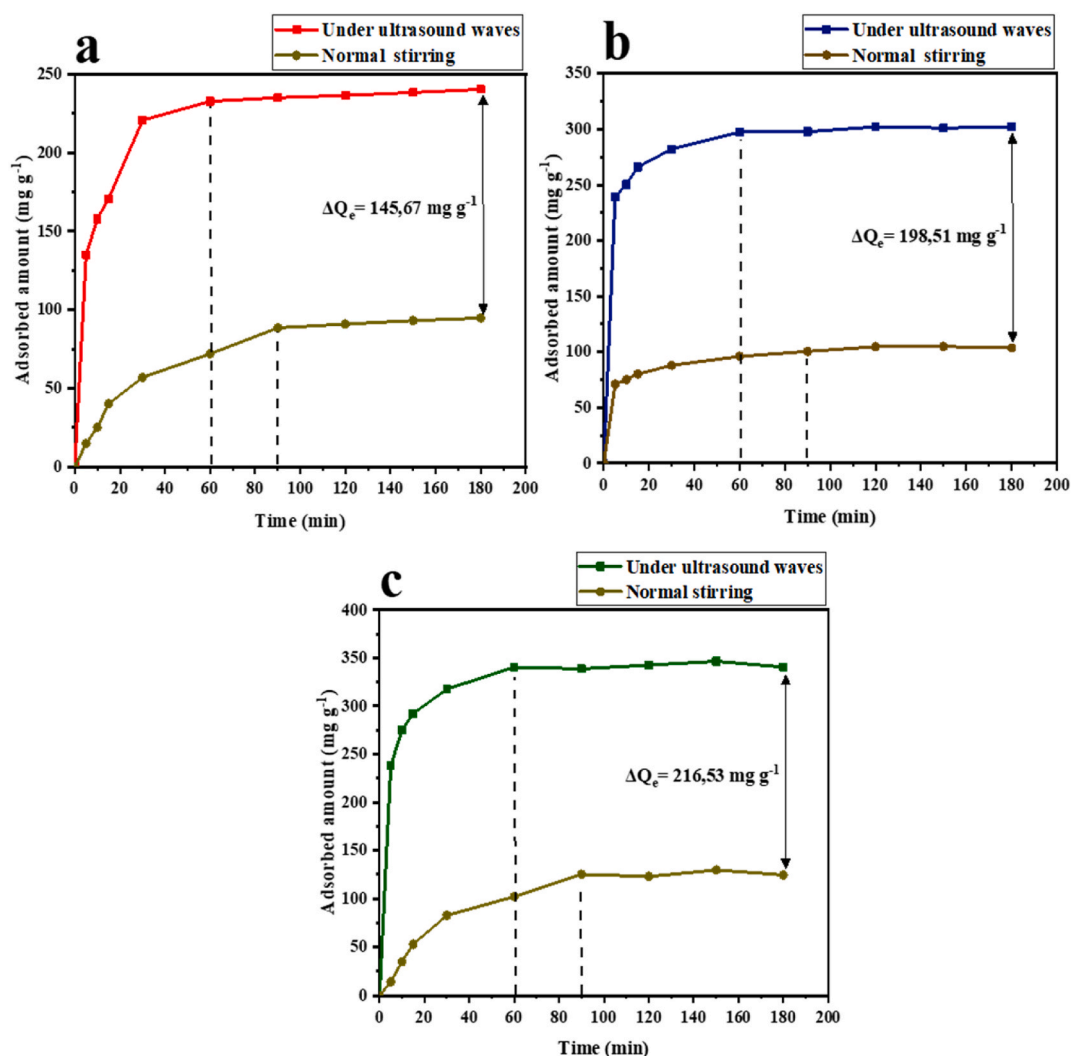 a
Under ultrasound waves
Normal stirring
250
200
150
100
50
0
Adsorbed amount (mg g⁻¹)
ΔQₑ= 145,67 mg g⁻¹
0 20 40 60 80 100 120 140 160 180 200
Time (min)
b
Under ultrasound waves
Normal stirring
350
300
250
200
150
100
50
0
Adsorbed amount (mg g⁻¹)
ΔQₑ= 198,51 mg g⁻¹
0 20 40 60 80 100 120 140 160 180 200
Time (min)
c
Under ultrasound waves
Normal stirring
400
350
300
250
200
150
100
50
0
Adsorbed amount (mg g⁻¹)
ΔQₑ= 216,53 mg g⁻¹
0 20 40 60 80 100 120 140 160 180 200
Time (min)